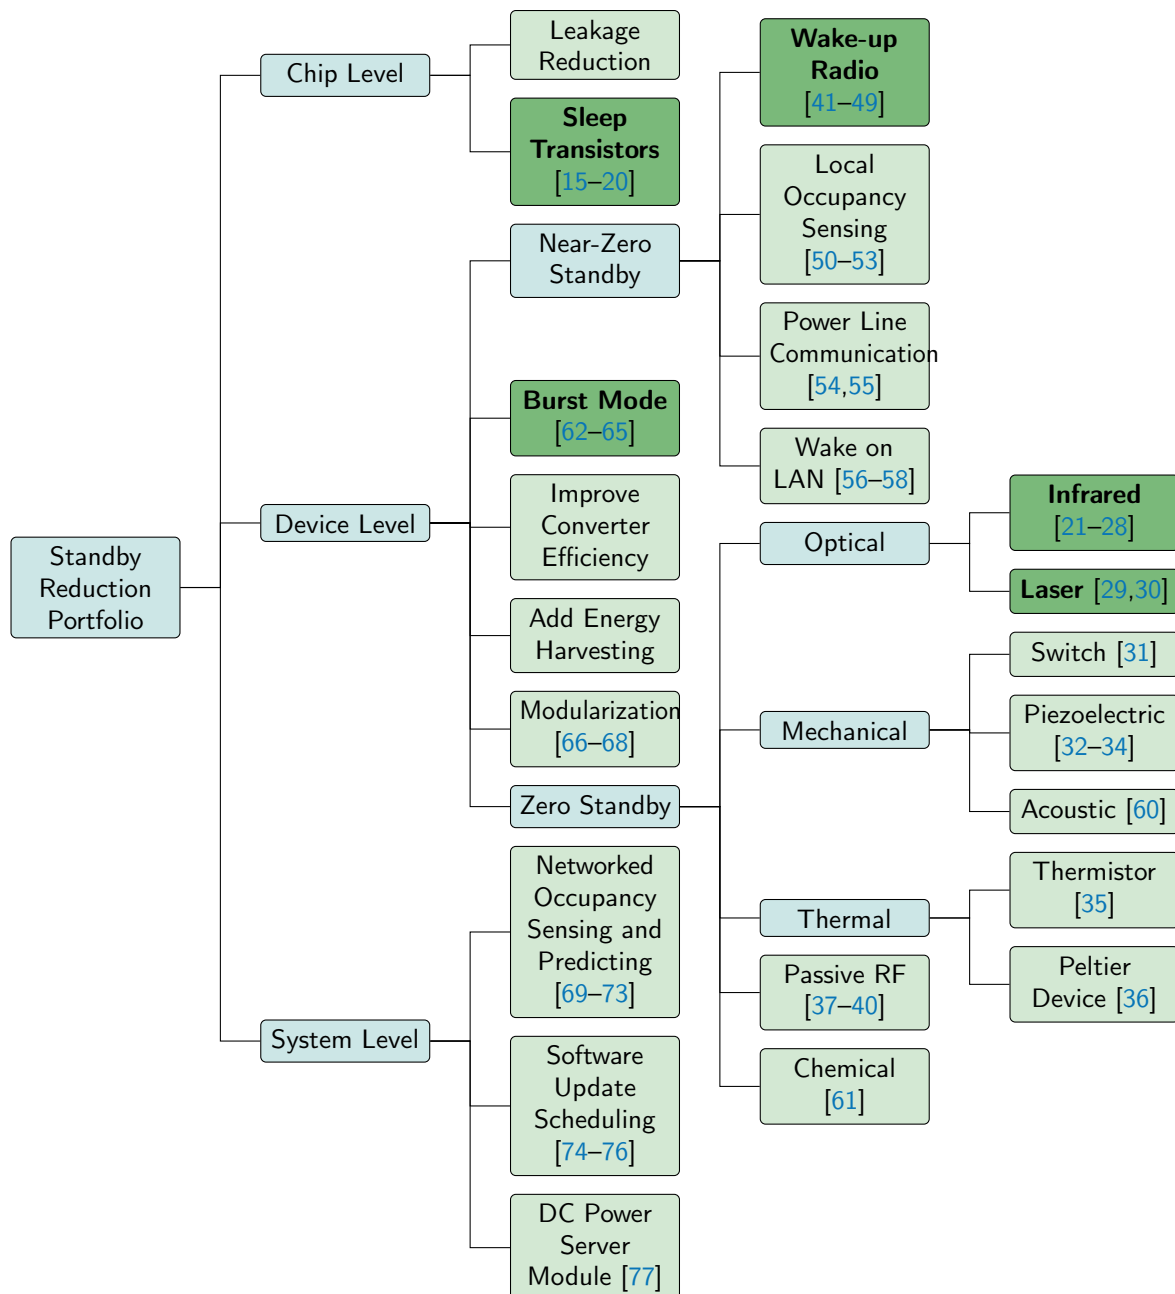 Standby
Reduction
Portfolio
Chip Level
Leakage
Reduction
Sleep
Transistors
[15–20]
Device Level
Near-Zero
Standby
Wake-up
Radio
[41–49]
Local
Occupancy
Sensing
[50–53]
Power Line
Communication
[54,55]
Wake on
LAN [56–58]
Burst Mode
[62–65]
Improve
Converter
Efficiency
Add Energy
Harvesting
Modularization
[66–68]
Zero Standby
Optical
Infrared
[21–28]
Laser [29,30]
Mechanical
Switch [31]
Piezoelectric
[32–34]
Acoustic [60]
Thermal
Thermistor
[35]
Peltier
Device [36]
Passive RF
[37–40]
Chemical
[61]
System Level
Networked
Occupancy
Sensing and
Predicting
[69–73]
Software
Update
Scheduling
[74–76]
DC Power
Server
Module [77]